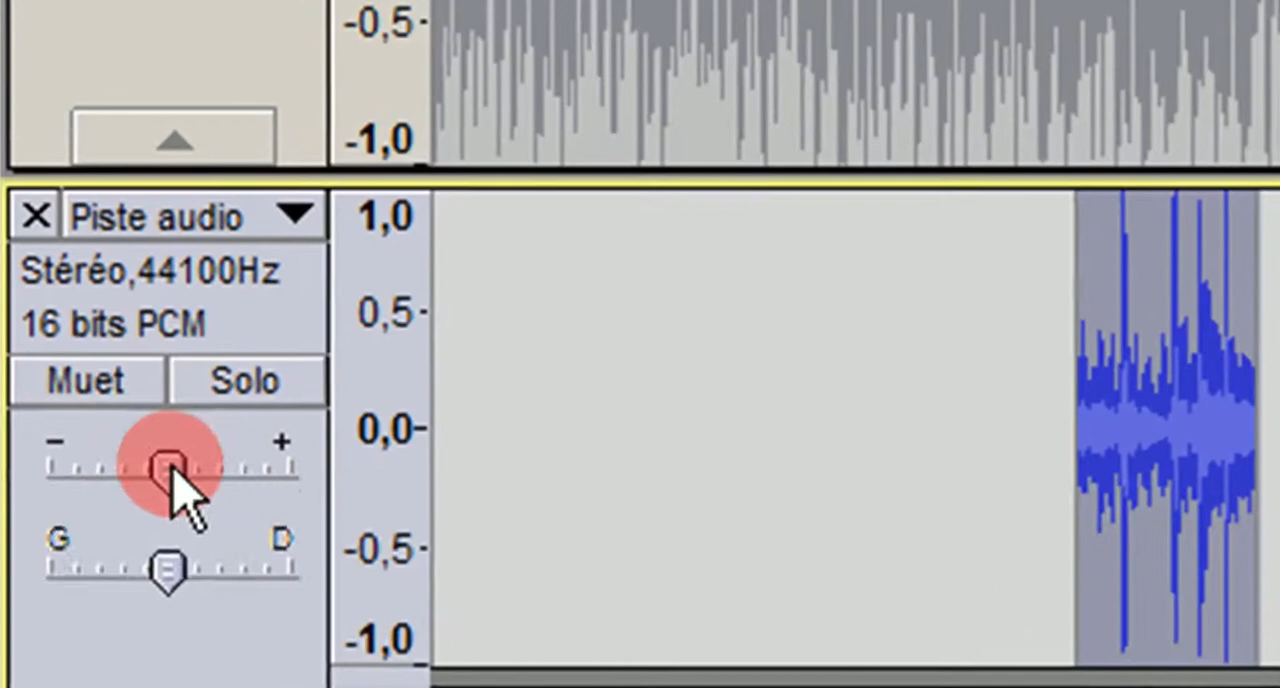 -0,5
-1,0
X Piste audio
Stéréo,44100Hz
16 bits PCM
Muet Solo
- +
G D
1,0
0,5
0,0
-0,5
-1,0